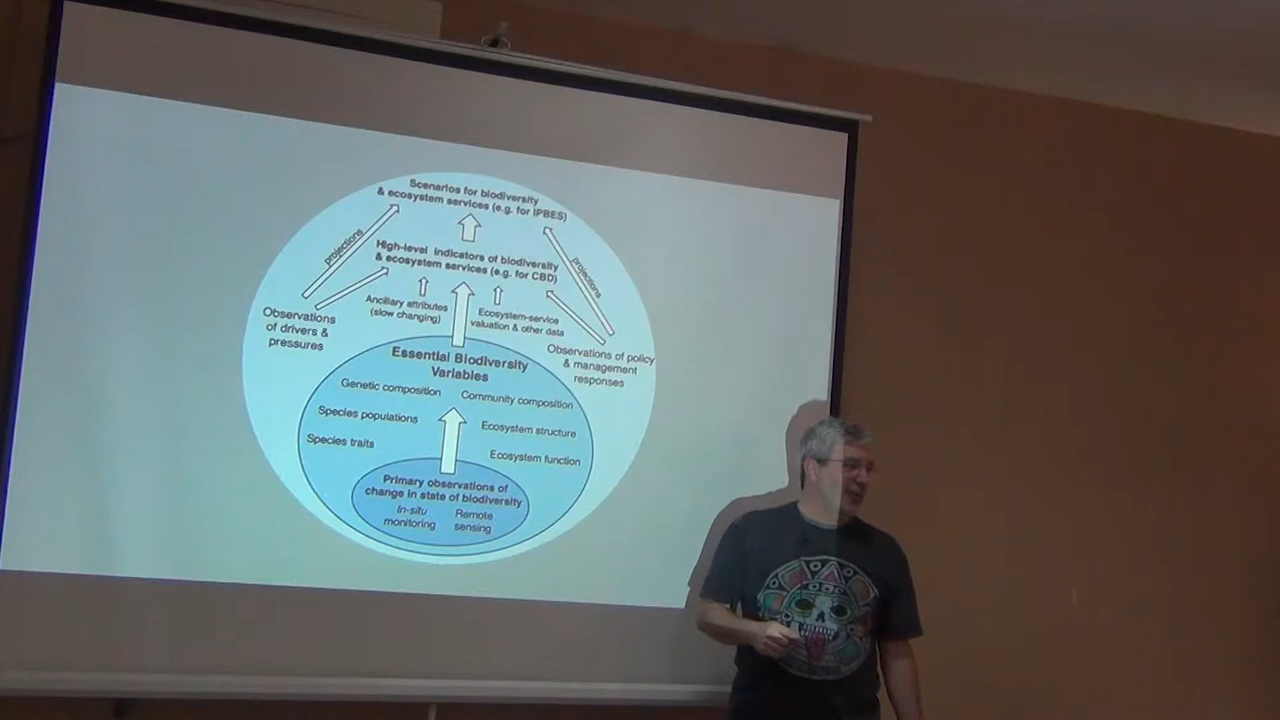 Scenarios for biodiversity
& ecosystem services (e.g. for IPBES)
projections
projections
High-level indicators of biodiversity
& ecosystem services (e.g. for CBD)
Ancillary attributes
(slow changing)
Ecosystem-service
valuation & other data
Observations
of drivers &
pressures
Observations of policy
& management
responses
Essential Biodiversity
Variables
Genetic composition
Community composition
Species populations
Ecosystem structure
Species traits
Ecosystem function
Primary observations of
change in state of biodiversity
In-situ
monitoring
Remote
sensing